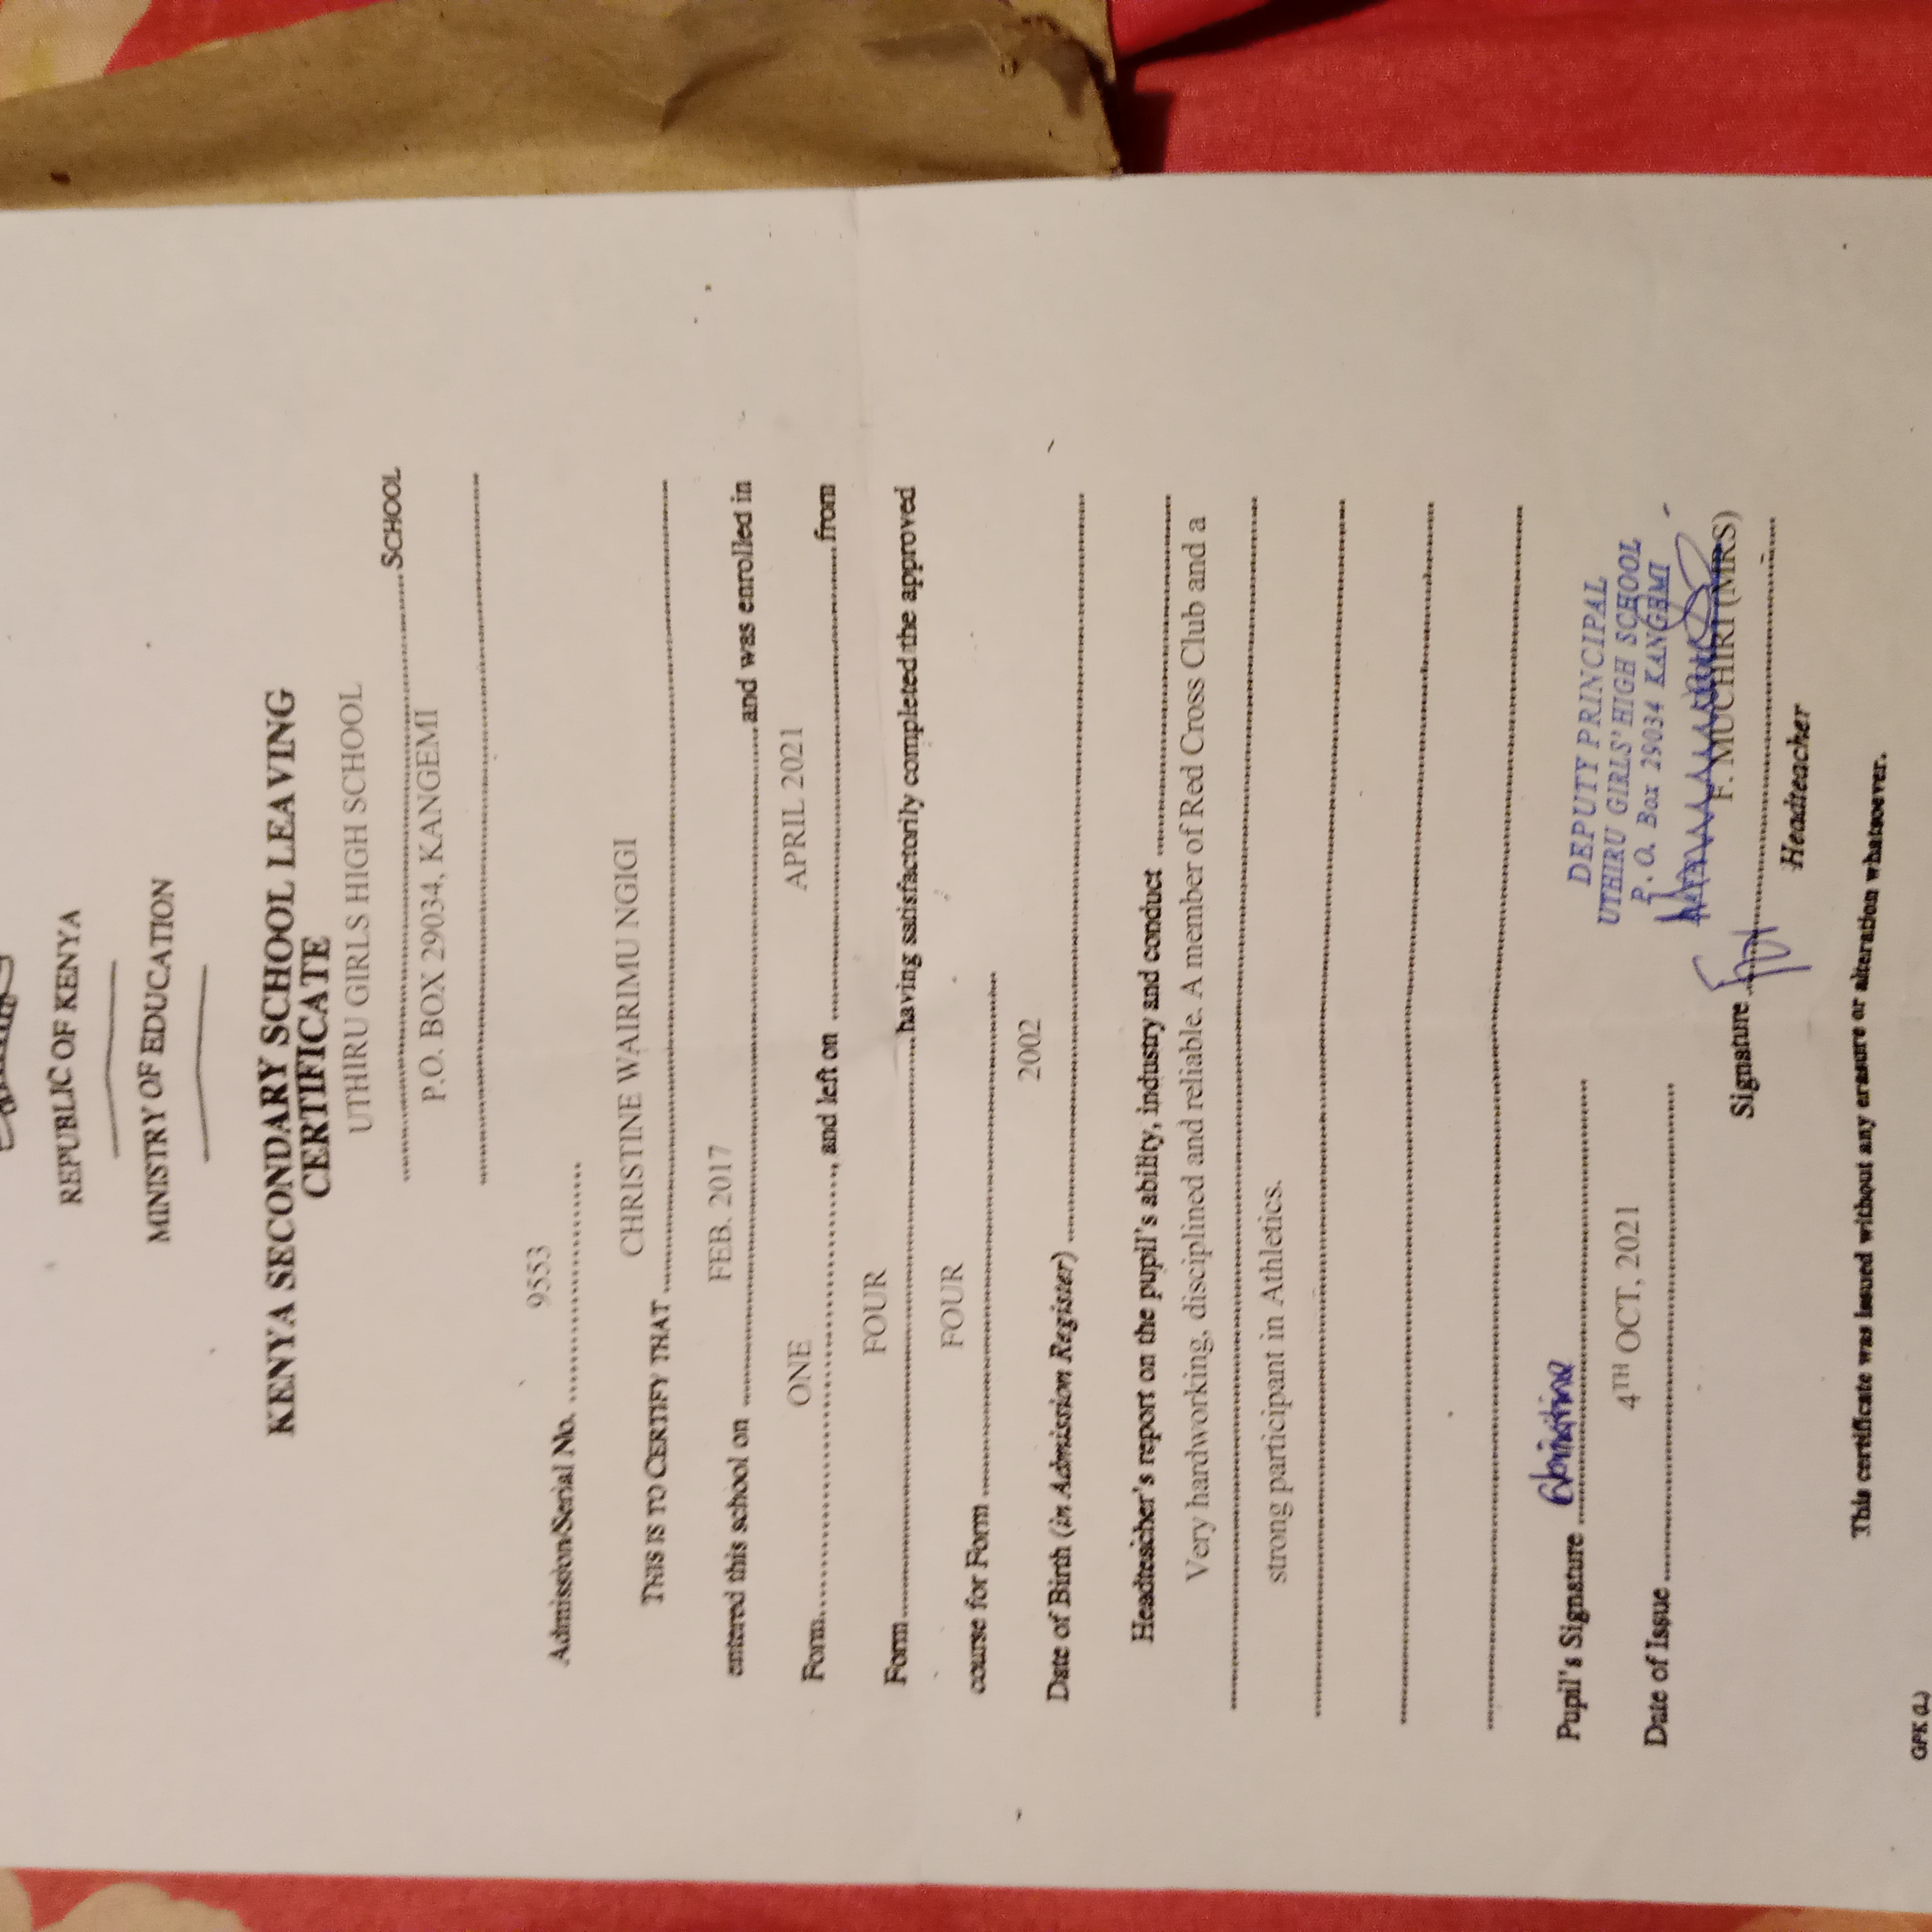 REPUBLIC OF KENYA
MINISTRY OF EDUCATION
KENYA SECONDARY SCHOOL LEAVING
CERTIFICATE
UTHIRU GIRLS HIGH SCHOOL
........ SCHOOL
P.O. BOX 29034, KANGEMI
9553
Admission/Serial No. ........
CHRISTINE WAIRIMU NGIGI
THIS IS TO CERTIFY THAT ........
FEB. 2017
entered this school on ........ and was enrolled in
ONE APRIL 2021
Form ........, and left on ........ from
FOUR
Form ........ having satisfactorily completed the approved
FOUR
course for Form ........
2002
Date of Birth (in Admission Register) ........
Headteacher's report on the pupil's ability, industry and conduct ........
Very hardworking, disciplined and reliable. A member of Red Cross Club and a
strong participant in Athletics.
Pupil's Signature ........ Christine
4TH OCT, 2021
Date of Issue ........
DEPUTY PRINCIPAL
UTHIRU GIRLS' HIGH SCHOOL
P.O. Box 29034 KANGEMI
F. MUCHIRI (MRS)
Signature ........
Headteacher
This certificate was issued without any erasure or alteration whatsoever.
GPK (L)